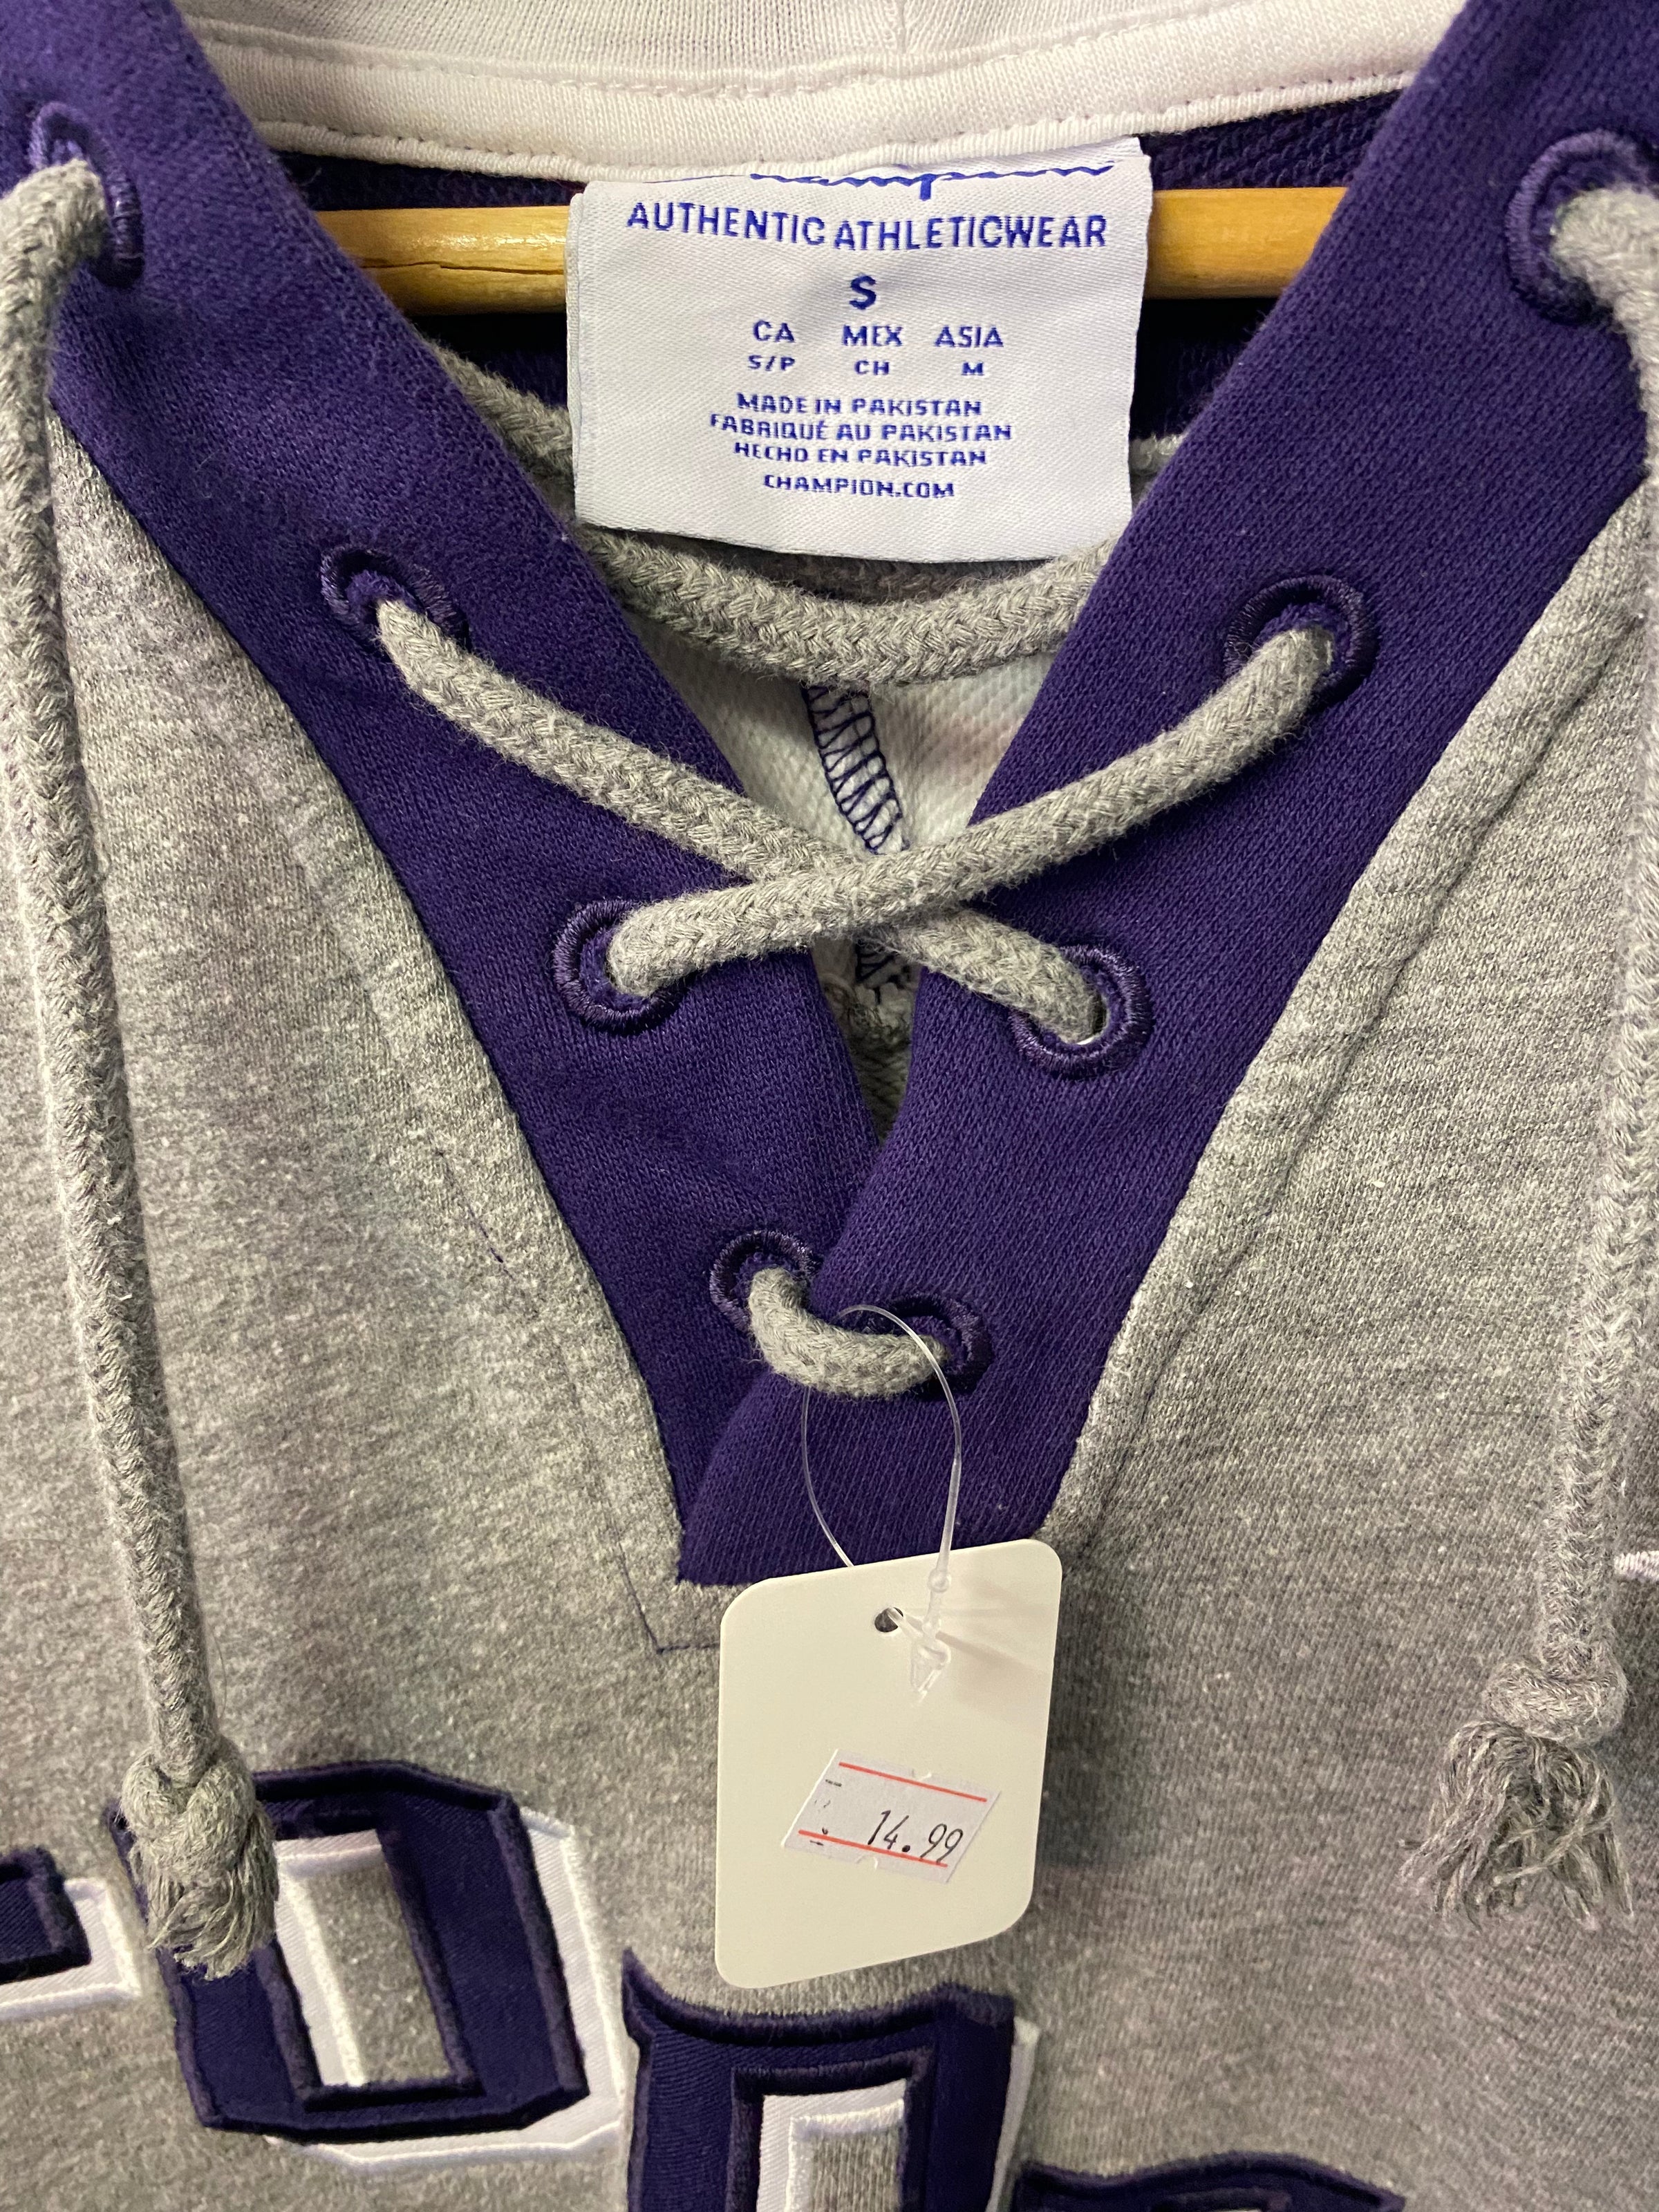 Champion
AUTHENTIC ATHLETICWEAR
S
CA MEX ASIA
S/P CH M
MADE IN PAKISTAN
FABRIQUÉ AU PAKISTAN
HECHO EN PAKISTAN
CHAMPION.COM
14.99